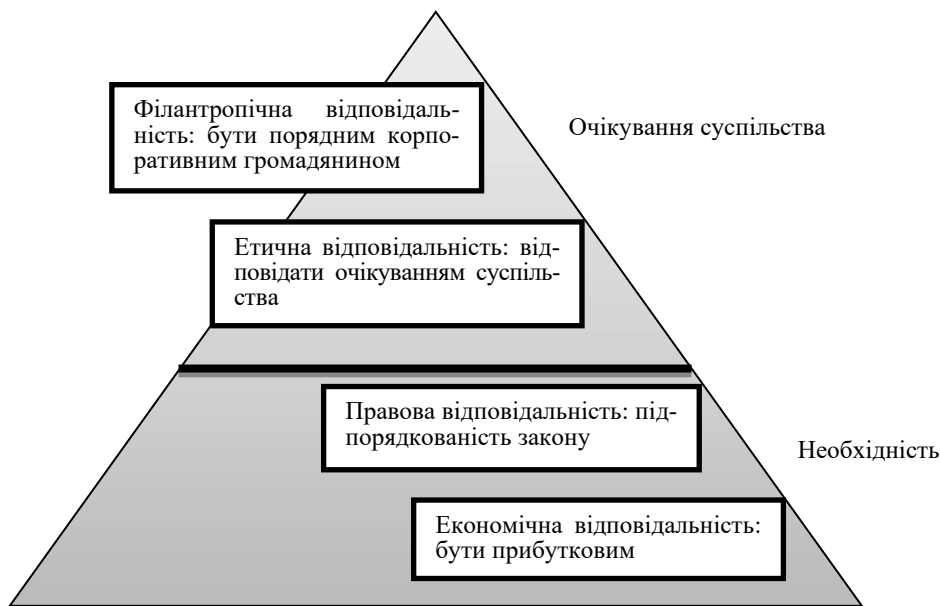 Філантропічна відповідаль-
ність: бути порядним корпо-
ративним громадянином
Очікування суспільства
Етична відповідальність: від-
повідати очікуванням суспіль-
ства
Правова відповідальність: під-
порядкованість закону
Необхідність
Економічна відповідальність:
бути прибутковим